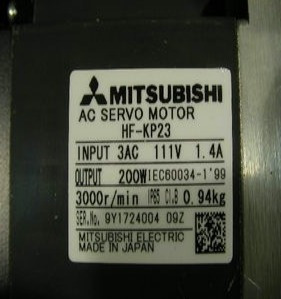 MITSUBISHI
AC SERVO MOTOR
HF-KP23
INPUT 3AC 111V 1.4A
OUTPUT 200W IEC60034-1'99
3000r/min IP65 Cl.B 0.94kg
SER.No. 9Y1724004 09Z
MITSUBISHI ELECTRIC
MADE IN JAPAN